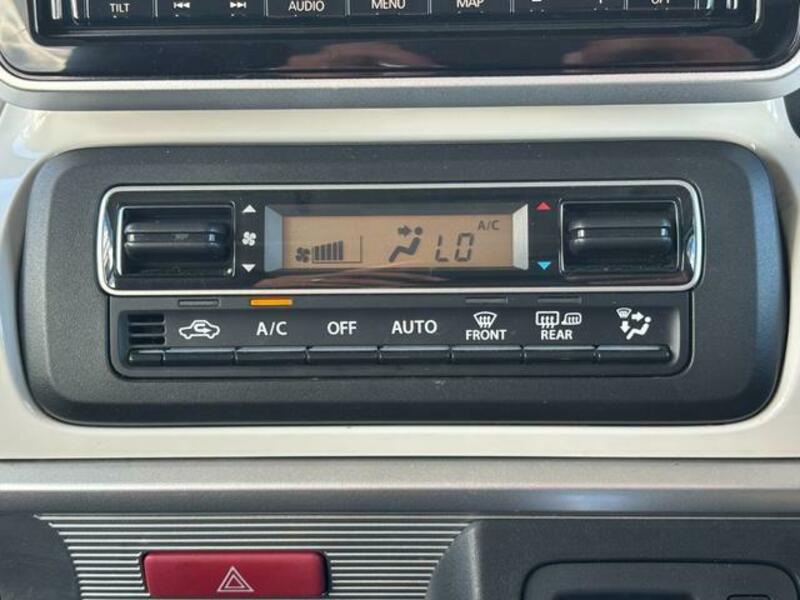 TILT AUDIO MENU MAP
A/C
LO
A/C OFF AUTO FRONT REAR